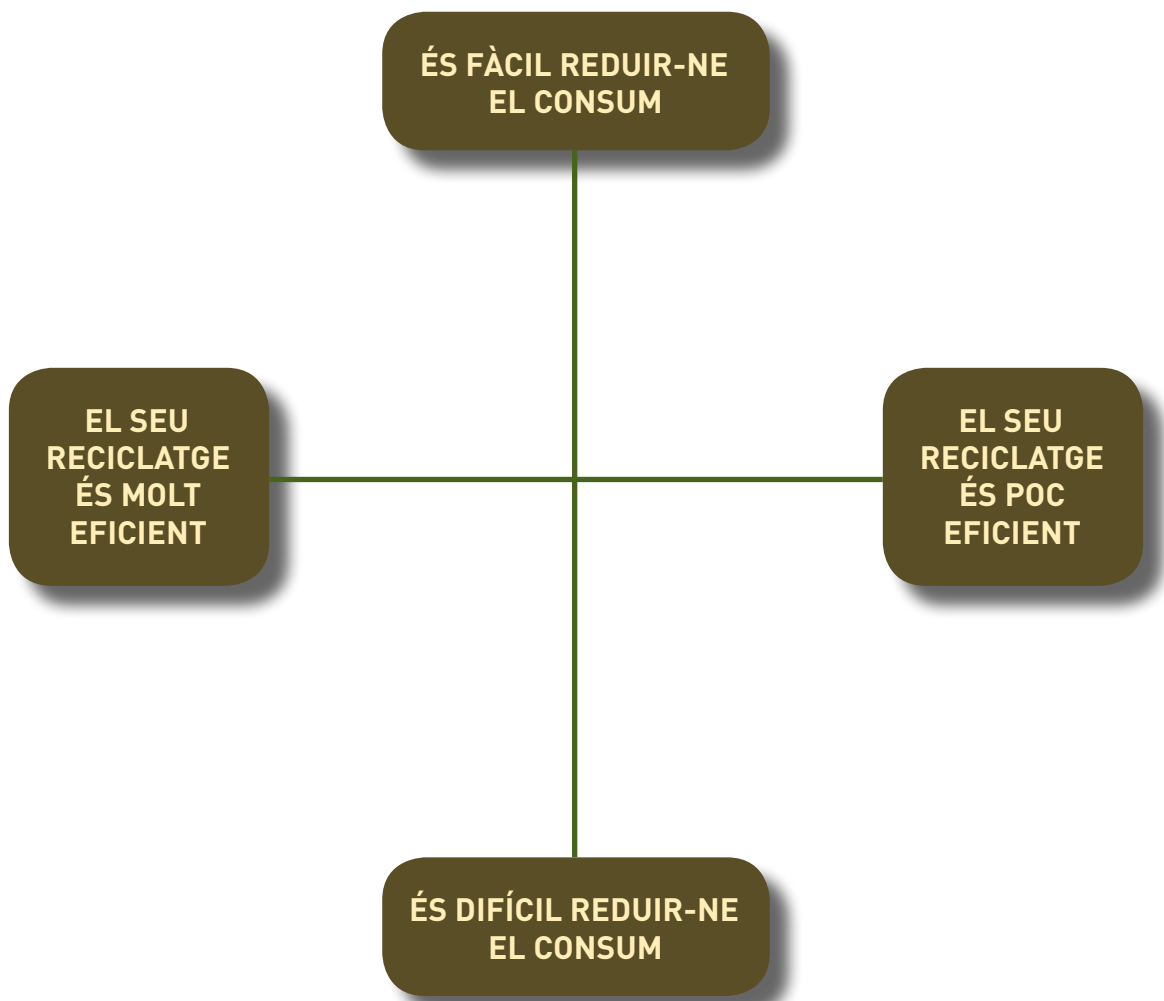 ÉS FÀCIL REDUIR-NE
EL CONSUM
EL SEU
RECICLATGE
ÉS MOLT
EFICIENT
EL SEU
RECICLATGE
ÉS POC
EFICIENT
ÉS DIFÍCIL REDUIR-NE
EL CONSUM